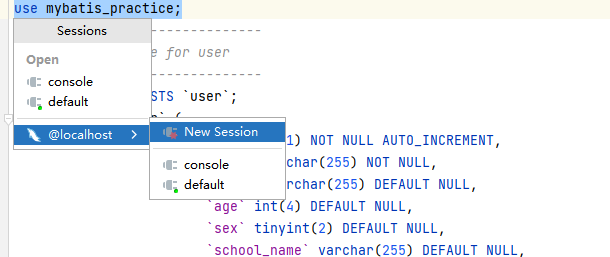 use mybatis_practice;
Sessions
Open
console
default
@localhost
New Session
console
default
--------------
e for user
--------------
STS `user`;
` (
1) NOT NULL AUTO_INCREMENT,
char(255) NOT NULL,
rchar(255) DEFAULT NULL,
`age` int(4) DEFAULT NULL,
`sex` tinyint(2) DEFAULT NULL,
`school_name` varchar(255) DEFAULT NULL,